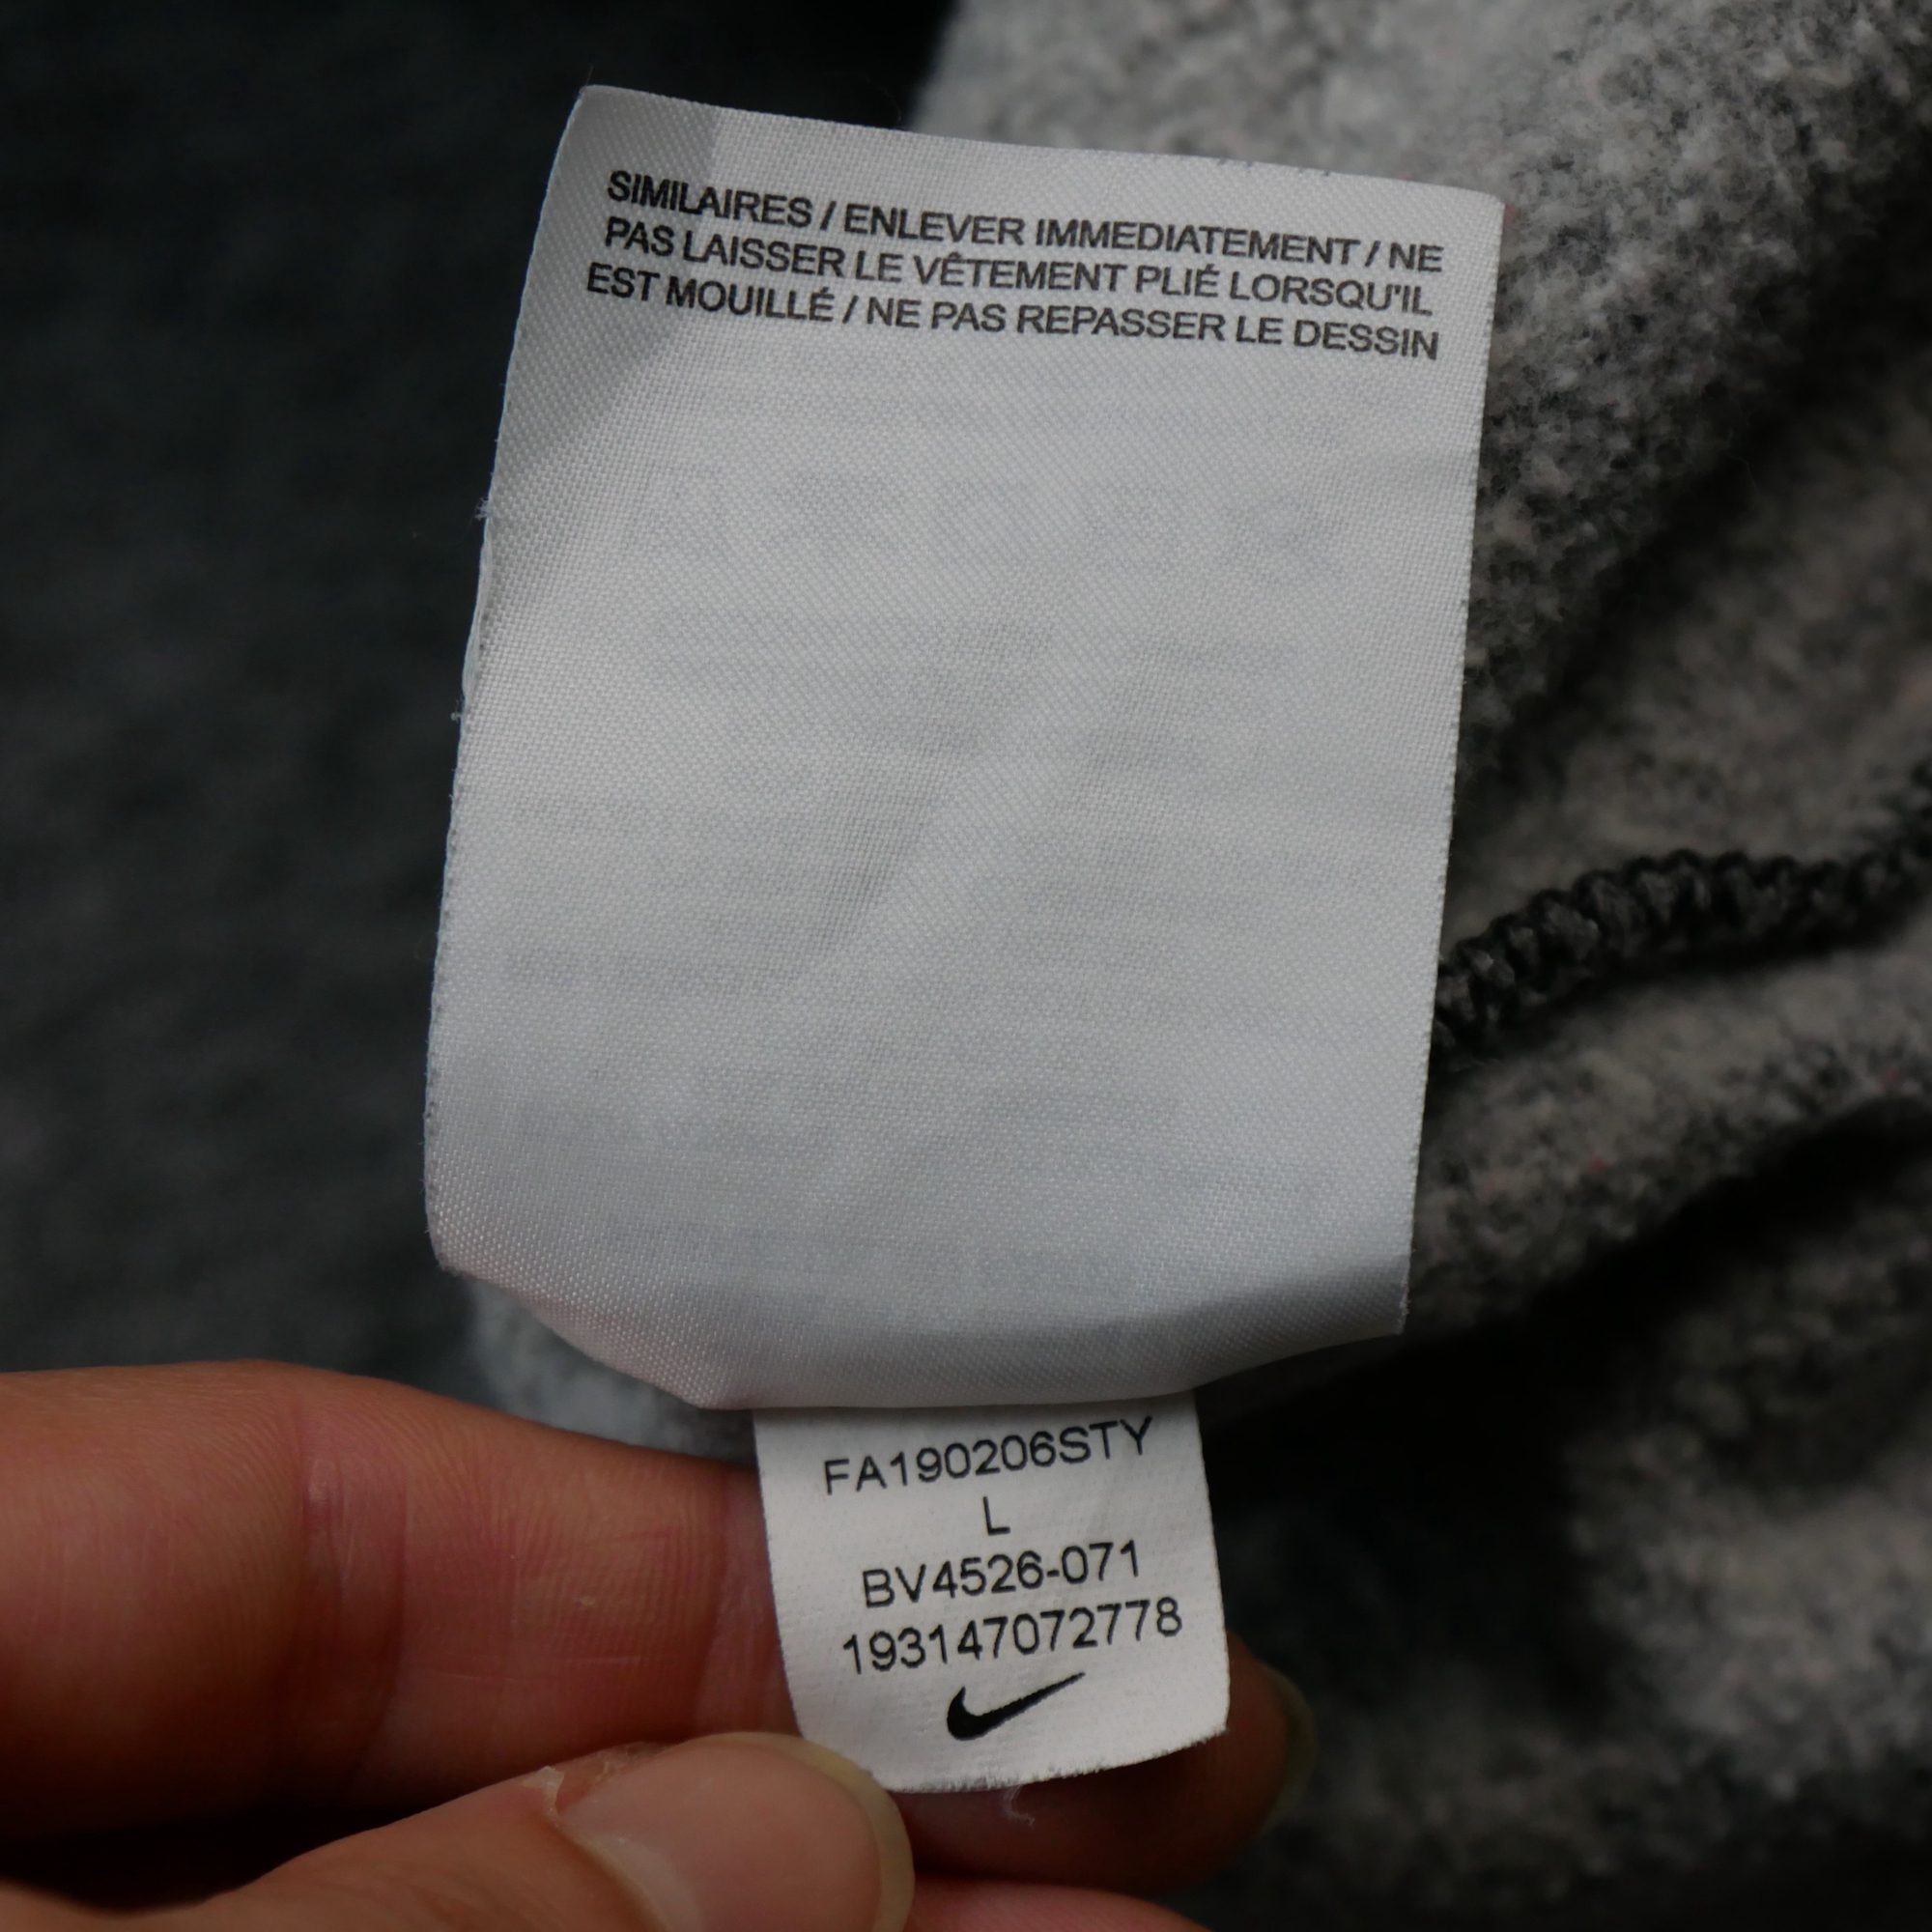 SIMILAIRES / ENLEVER IMMEDIATEMENT / NE
PAS LAISSER LE VÊTEMENT PLIÉ LORSQU'IL
EST MOUILLÉ / NE PAS REPASSER LE DESSIN
FA190206STY
L
BV4526-071
193147072778